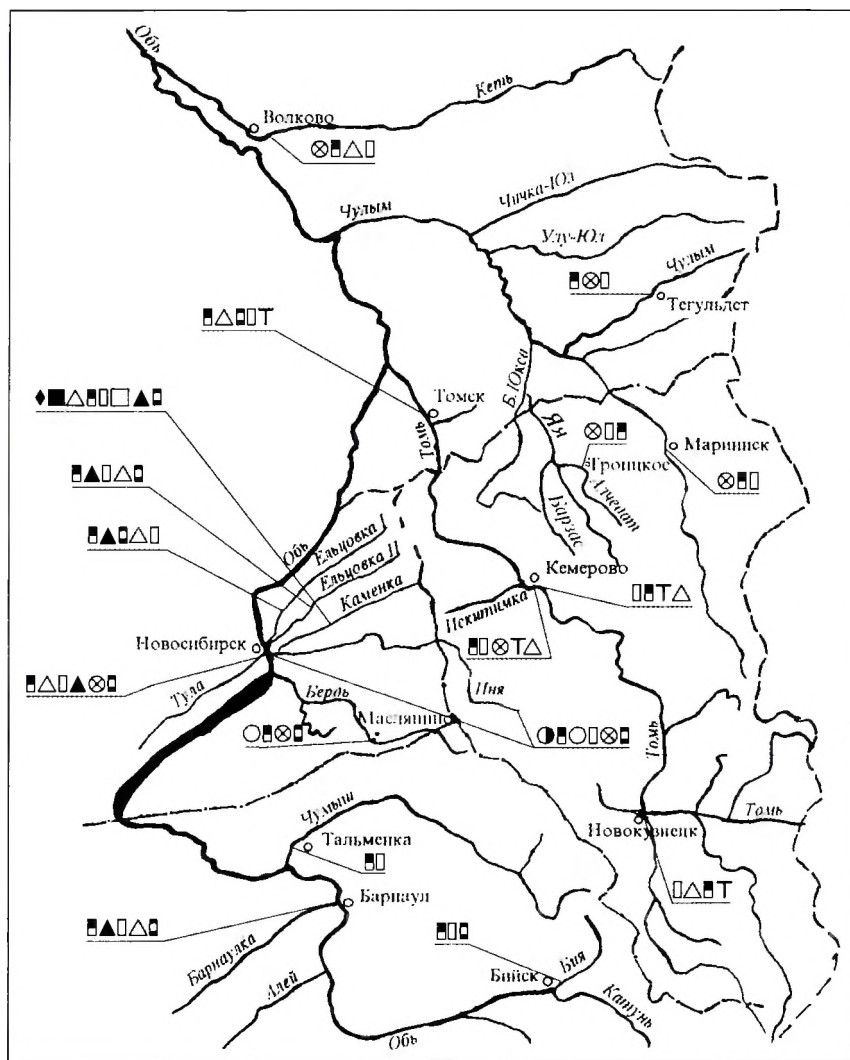 Обь
Кеть
Волково
Чичка-Юл
Чулым
Улу-Юл
Чулым
Тегульдет
Томск
Томь
Б. Юкса
Яя
Троицкое
Алчедат
Мариинск
Барзас
Обь
Ельцовка I
Ельцовка II
Каменка
Кемерово
Искитимка
Новосибирск
Тула
Иня
Бердь
Маслянино
Томь
Чумыш
Томь
Новокузнецк
Тальменка
Барнаул
Барнаулка
Алей
Бийск
Бия
Катунь
Обь